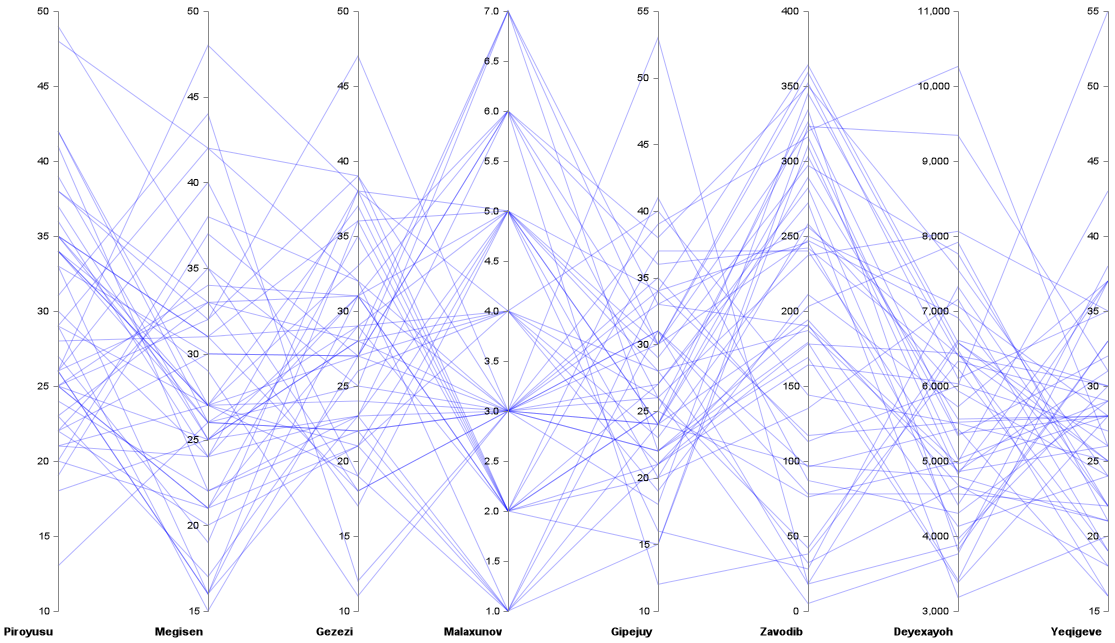 50 50 7.0 55 400 11,000 55
6.5 50 350 10,000 50
45 45 45
6.0
40 40 5.5 45 300 9,000 45
40
35 35 5.0 40 250 8,000 40
35 4.5 35
30 30 4.0 200 7,000 35
30 3.5 30
25 25 150 6,000 30
3.0 25
25
20 20 2.5 20 100 5,000 25
20 2.0
15 15 15 50 4,000 20
1.5
10 15 10 1.0 10 0 3,000 15
Piroyusu Megisen Gezezi Malaxunov Gipejuy Zavodib Deyexayoh Yeqigeve